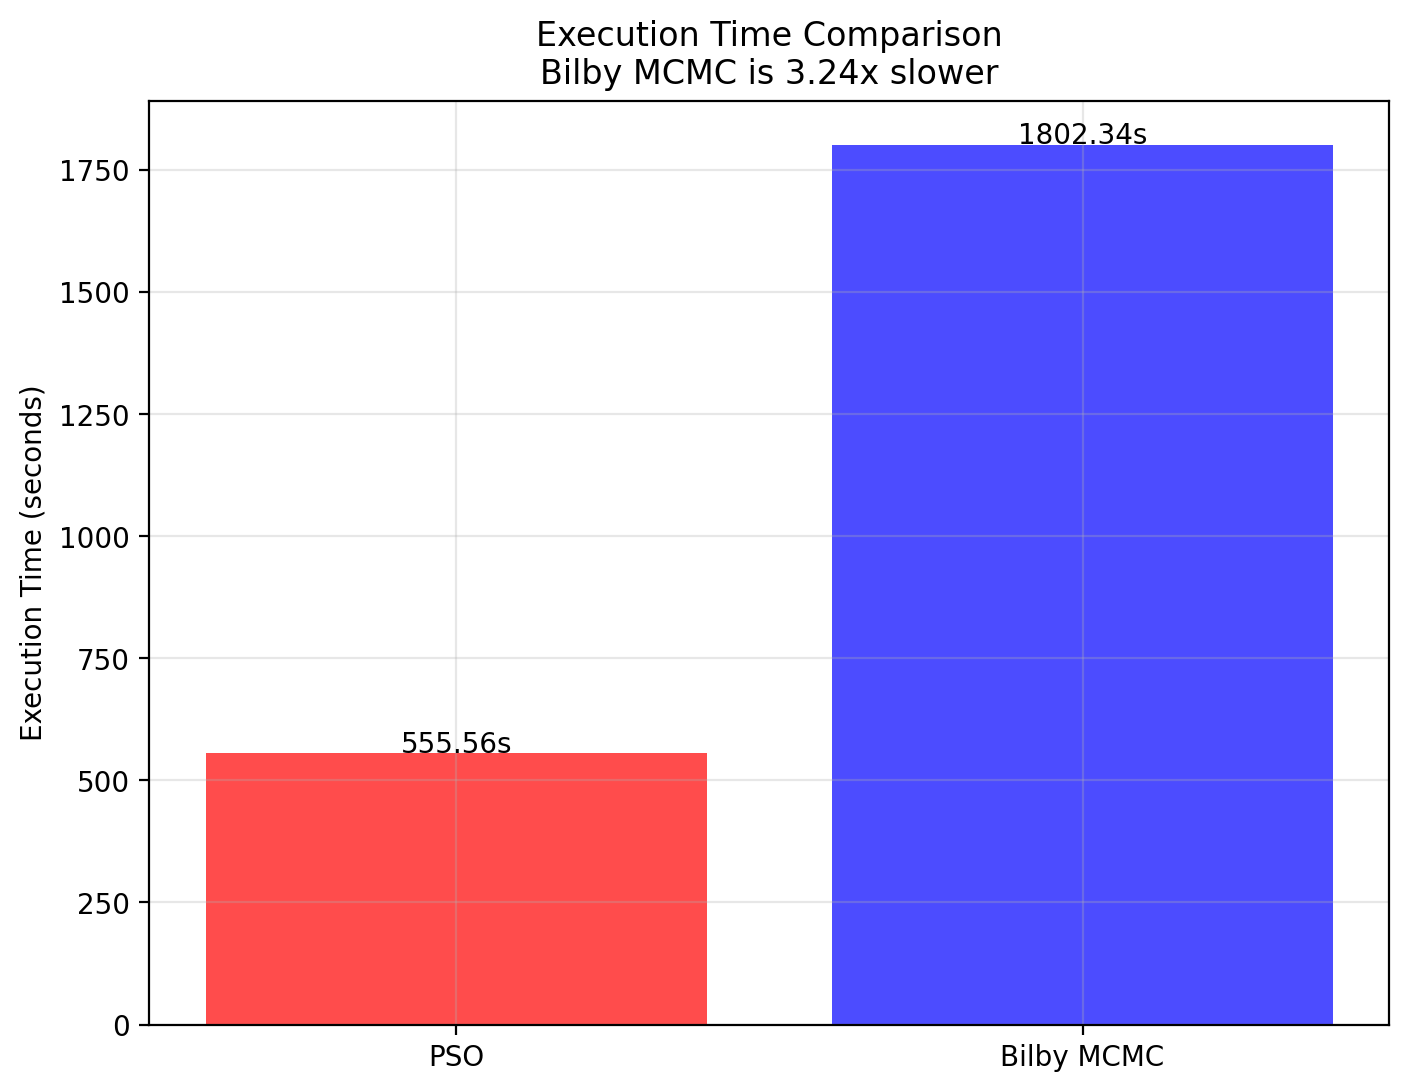 Execution Time Comparison
Bilby MCMC is 3.24x slower
Execution Time (seconds)
1750
1500
1250
1000
750
500
250
0
1802.34s
555.56s
PSO
Bilby MCMC